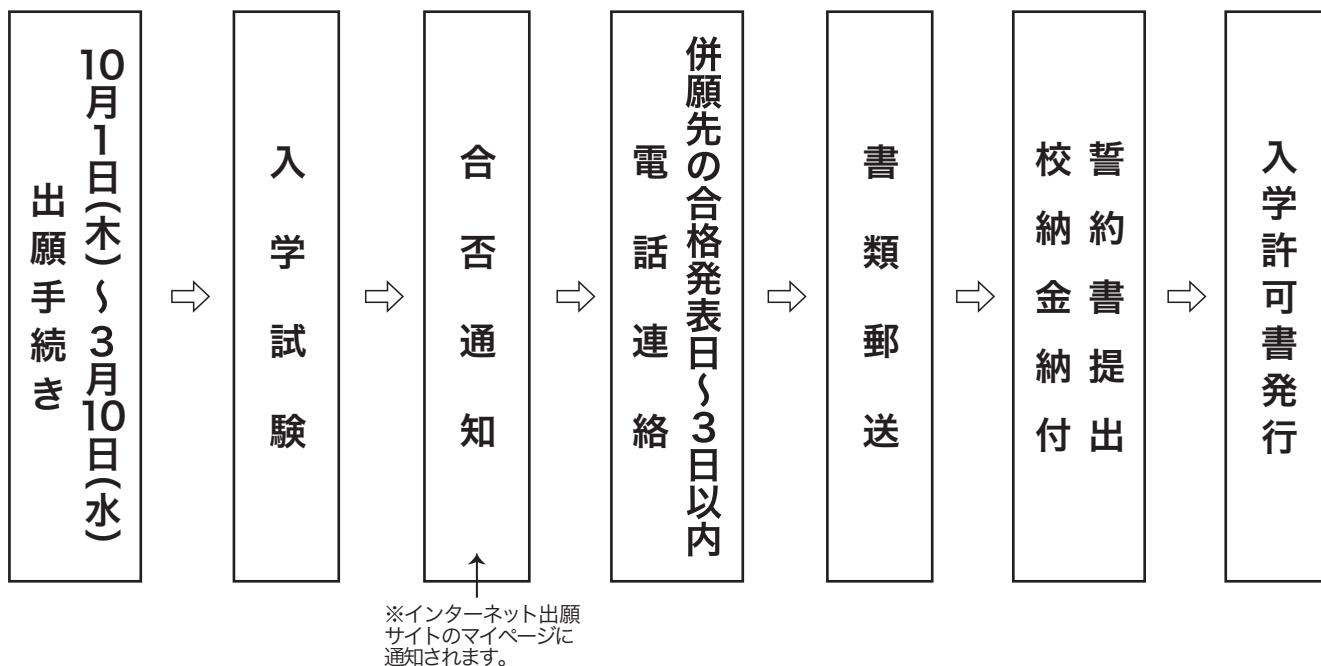 10月1日(木)～3月10日(水)
出願手続き
入学試験
合否通知
併願先の合格発表日～3日以内
電話連絡
書類郵送
誓約書提出
校納金納付
入学許可書発行
※インターネット出願
サイトのマイページに
通知されます。